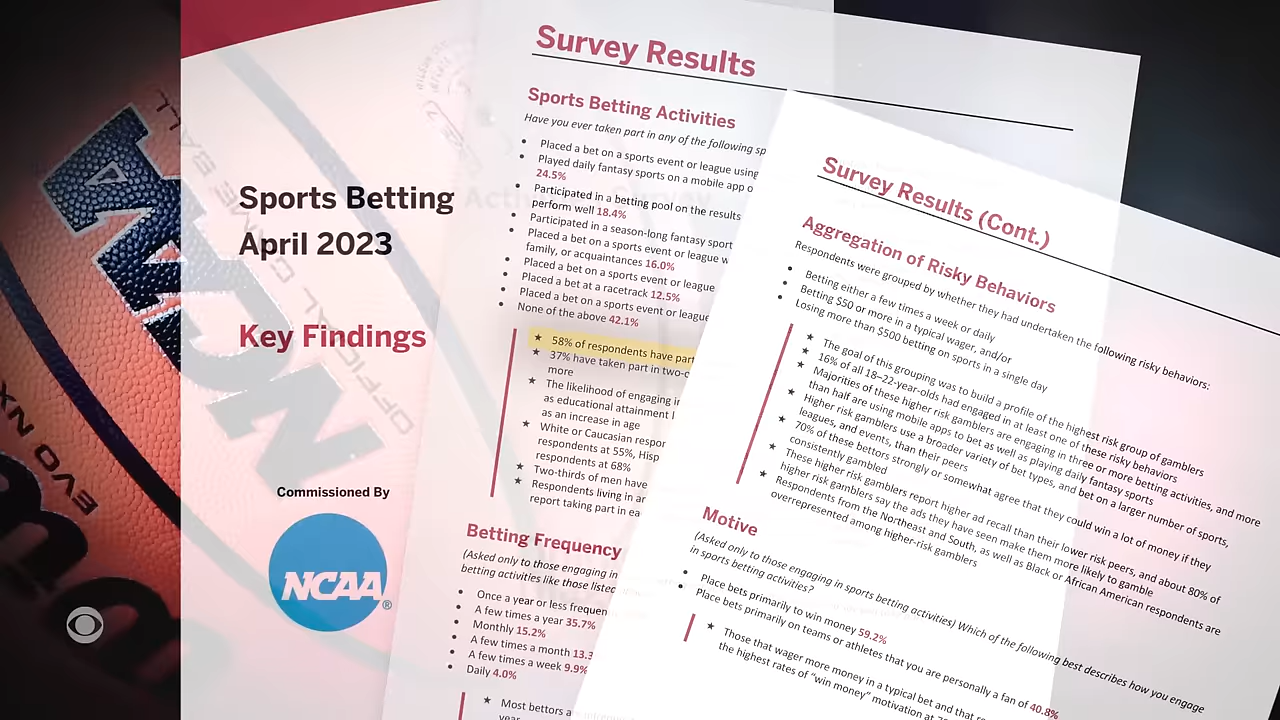 Sports Betting
April 2023
Key Findings
Commissioned By
NCAA®
Survey Results
Sports Betting Activities
Have you ever taken part in any of the following sp
• Placed a bet on a sports event or league using
• Played daily fantasy sports on a mobile app o
24.5%
• Participated in a betting pool on the results
perform well 18.4%
• Participated in a season-long fantasy sport
• Placed a bet on a sports event or league w
family, or acquaintances 16.0%
• Placed a bet on a sports event or league
• Placed a bet at a racetrack 12.5%
• Placed a bet on a sports event or league
• None of the above 42.1%
★ 58% of respondents have part
★ 37% have taken part in two-o
more
★ The likelihood of engaging in
as educational attainment l
as an increase in age
★ White or Caucasian respor
respondents at 55%, Hisp
respondents at 68%
★ Two-thirds of men have
★ Respondents living in ar
report taking part in ea
Betting Frequency
(Asked only to those engaging in
betting activities like those listed
• Once a year or less frequen
• A few times a year 35.7%
• Monthly 15.2%
• A few times a month 13.3
• A few times a week 9.9%
• Daily 4.0%
★ Most bettors
year
Survey Results (Cont.)
Aggregation of Risky Behaviors
Respondents were grouped by whether they had undertaken the following risky behaviors:
• Betting either a few times a week or daily
• Betting $50 or more in a typical wager, and/or
• Losing more than $500 betting on sports in a single day
★ The goal of this grouping was to build a profile of the highest risk group of gamblers
★ 16% of all 18–22-year-olds had engaged in at least one of these risky behaviors
★ Majorities of these higher risk gamblers are engaging in three or more betting activities, and more
than half are using mobile apps to bet as well as playing daily fantasy sports
★ Higher risk gamblers use a broader variety of bet types, and bet on a larger number of sports,
leagues, and events, than their peers
★ 70% of these bettors strongly or somewhat agree that they could win a lot of money if they
consistently gambled
★ These higher risk gamblers report higher ad recall than their lower risk peers, and about 80% of
higher risk gamblers say the ads they have seen make them more likely to gamble
★ Respondents from the Northeast and South, as well as Black or African American respondents are
overrepresented among higher-risk gamblers
Motive
(Asked only to those engaging in sports betting activities) Which of the following best describes how you engage
in sports betting activities?
• Place bets primarily to win money 59.2%
• Place bets primarily on teams or athletes that you are personally a fan of 40.8%
★ Those that wager more money in a typical bet and that
the highest rates of "win money" motivation at
OFFICIAL GAME BALL
EVO NX